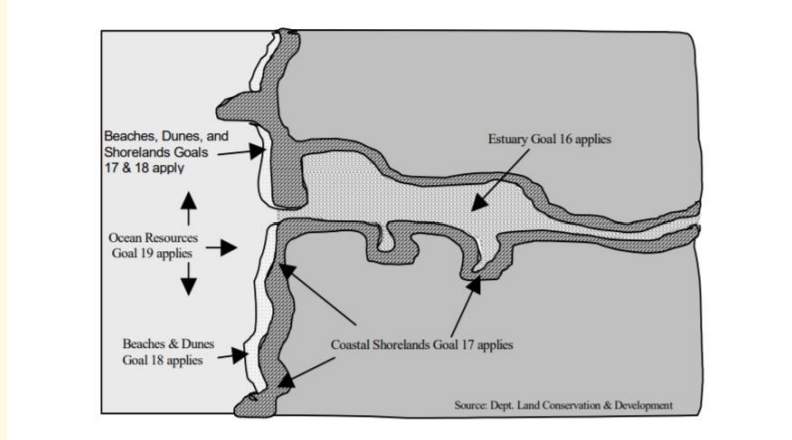 Beaches, Dunes, and
Shorelands Goals
17 & 18 apply
Estuary Goal 16 applies
Ocean Resources
Goal 19 applies
Beaches & Dunes
Goal 18 applies
Coastal Shorelands Goal 17 applies
Source: Dept. Land Conservation & Development